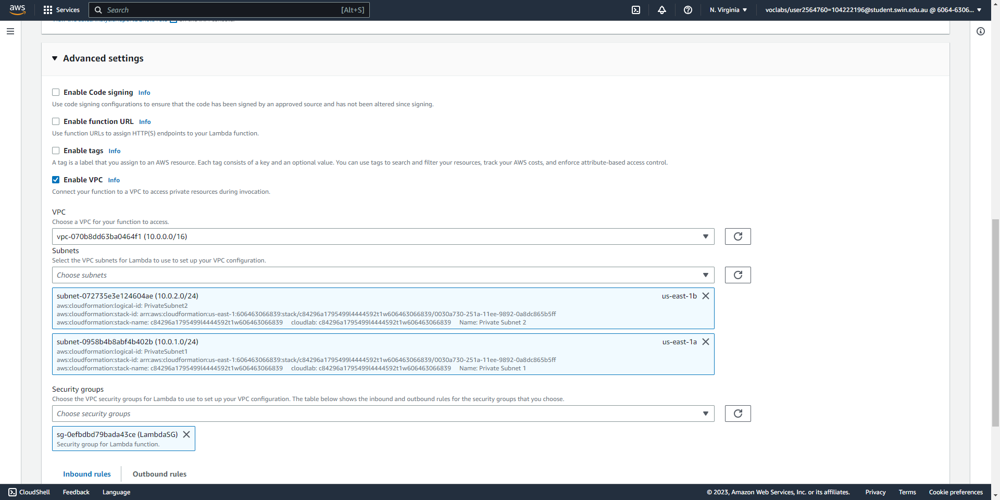 aws
Services
Search
[Alt+S]
N. Virginia
voclabs/user2564760=104222196@student.swin.edu.au @ 6064-6306...
Advanced settings
Enable Code signing Info
Use code signing configurations to ensure that the code has been signed by an approved source and has not been altered since signing.
Enable function URL Info
Use function URLs to assign HTTP(S) endpoints to your Lambda function.
Enable tags Info
A tag is a label that you assign to an AWS resource. Each tag consists of a key and an optional value. You can use tags to search and filter your resources, track your AWS costs, and enforce attribute-based access control.
Enable VPC Info
Connect your function to a VPC to access private resources during invocation.
VPC
Choose a VPC for your function to access.
vpc-070b8dd63ba0464f1 (10.0.0.0/16)
Subnets
Select the VPC subnets for Lambda to use to set up your VPC configuration.
Choose subnets
subnet-072735e3e124604ae (10.0.2.0/24) us-east-1b
aws:cloudformation:logical-id: PrivateSubnet2
aws:cloudformation:stack-id: arn:aws:cloudformation:us-east-1:606463066839:stack/c84296a1795499l4444592t1w606463066839/0030a730-251a-11ee-9892-0a8dc865b5ff
aws:cloudformation:stack-name: c84296a1795499l4444592t1w606463066839 cloudlab: c84296a1795499l4444592t1w606463066839 Name: Private Subnet 2
subnet-0958b4b8abf4b402b (10.0.1.0/24) us-east-1a
aws:cloudformation:logical-id: PrivateSubnet1
aws:cloudformation:stack-id: arn:aws:cloudformation:us-east-1:606463066839:stack/c84296a1795499l4444592t1w606463066839/0030a730-251a-11ee-9892-0a8dc865b5ff
aws:cloudformation:stack-name: c84296a1795499l4444592t1w606463066839 cloudlab: c84296a1795499l4444592t1w606463066839 Name: Private Subnet 1
Security groups
Choose the VPC security groups for Lambda to use to set up your VPC configuration. The table below shows the inbound and outbound rules for the security groups that you choose.
Choose security groups
sg-0efbdbd79bada43ce (LambdaSG)
Security group for Lambda function.
Inbound rules
Outbound rules
CloudShell
Feedback
Language
© 2023, Amazon Web Services, Inc. or its affiliates.
Privacy
Terms
Cookie preferences